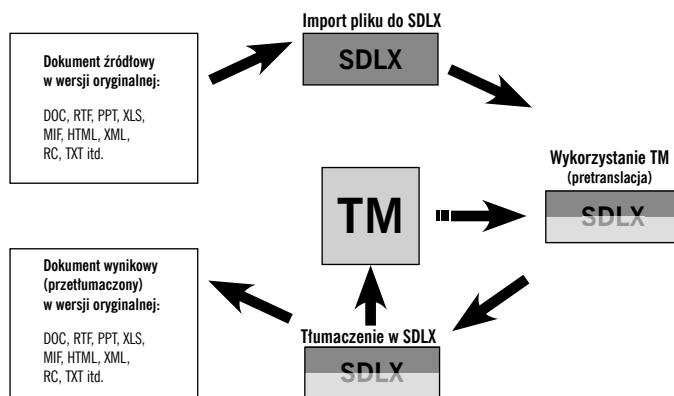 Import pliku do SDLX
SDLX
Dokument źródłowy
w wersji oryginalnej:
DOC, RTF, PPT, XLS,
MIF, HTML, XML,
RC, TXT itd.
Wykorzystanie TM
(pretranslacja)
SDLX
TM
Dokument wynikowy
(przetłumaczony)
w wersji oryginalnej:
DOC, RTF, PPT, XLS,
MIF, HTML, XML,
RC, TXT itd.
Tłumaczenie w SDLX
SDLX